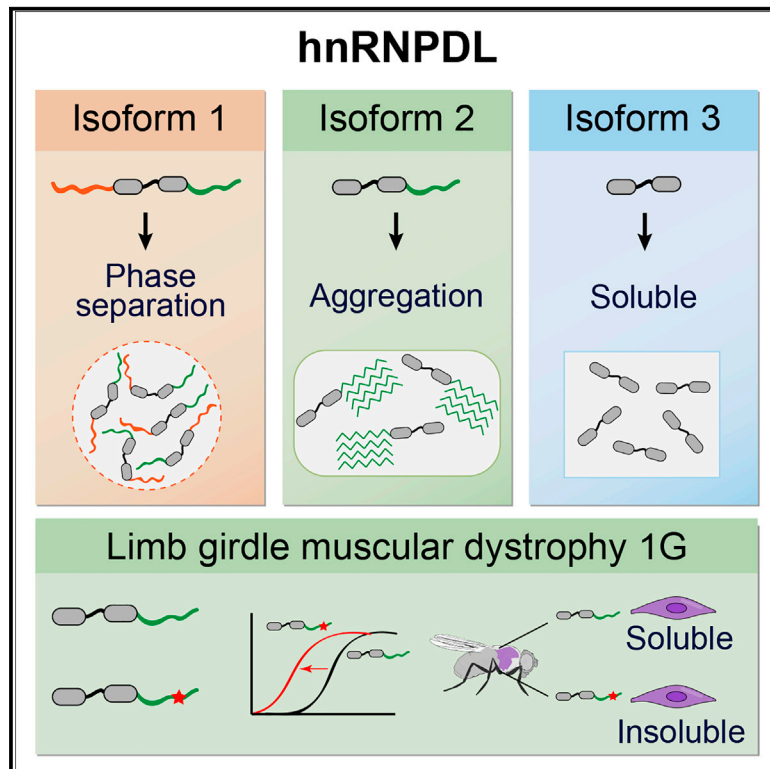 hnRNPDL
Isoform 1
Phase
separation
Isoform 2
Aggregation
Isoform 3
Soluble
Limb girdle muscular dystrophy 1G
Soluble
Insoluble